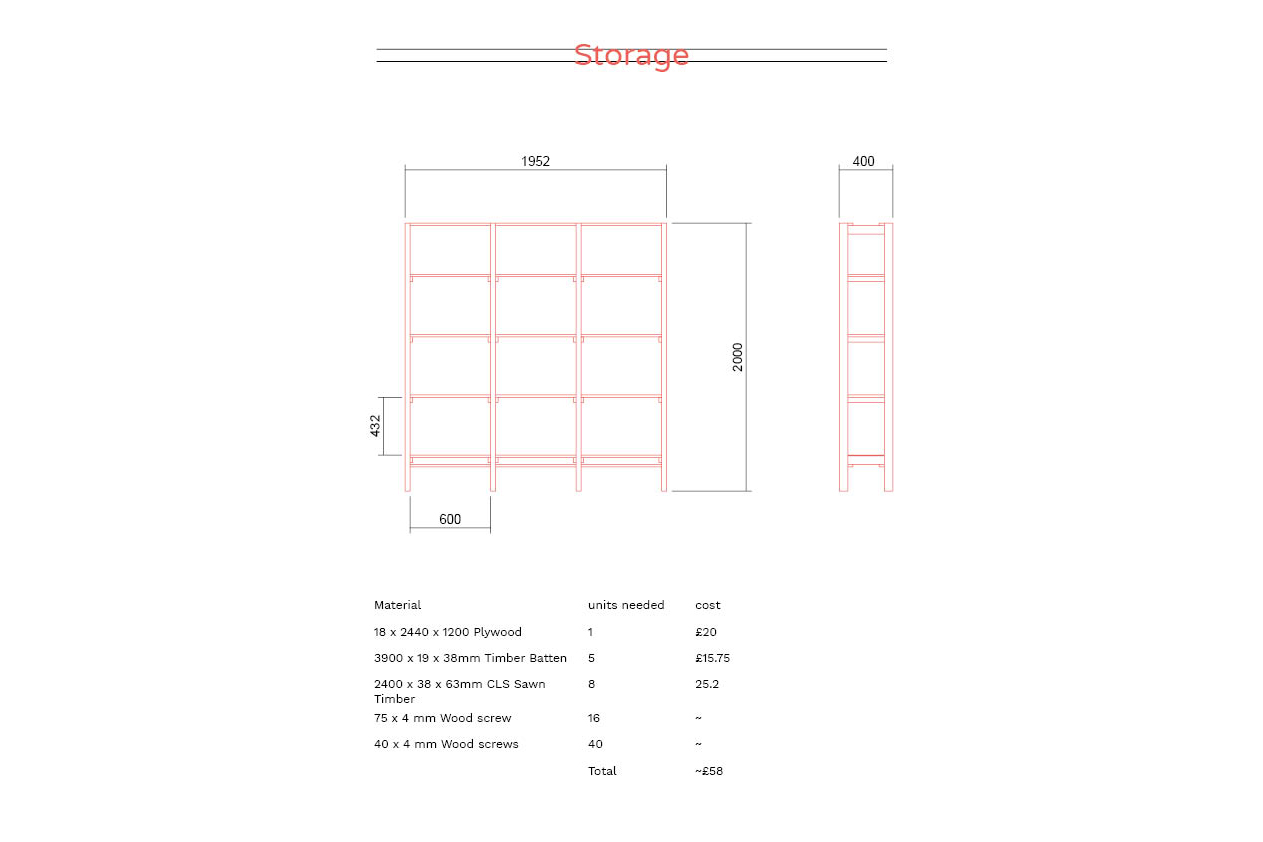 Storage
1952
400
2000
432
600
Material units needed cost
18 x 2440 x 1200 Plywood 1 £20
3900 x 19 x 38mm Timber Batten 5 £15.75
2400 x 38 x 63mm CLS Sawn 8 25.2
Timber
75 x 4 mm Wood screw 16 ~
40 x 4 mm Wood screws 40 ~
Total ~£58